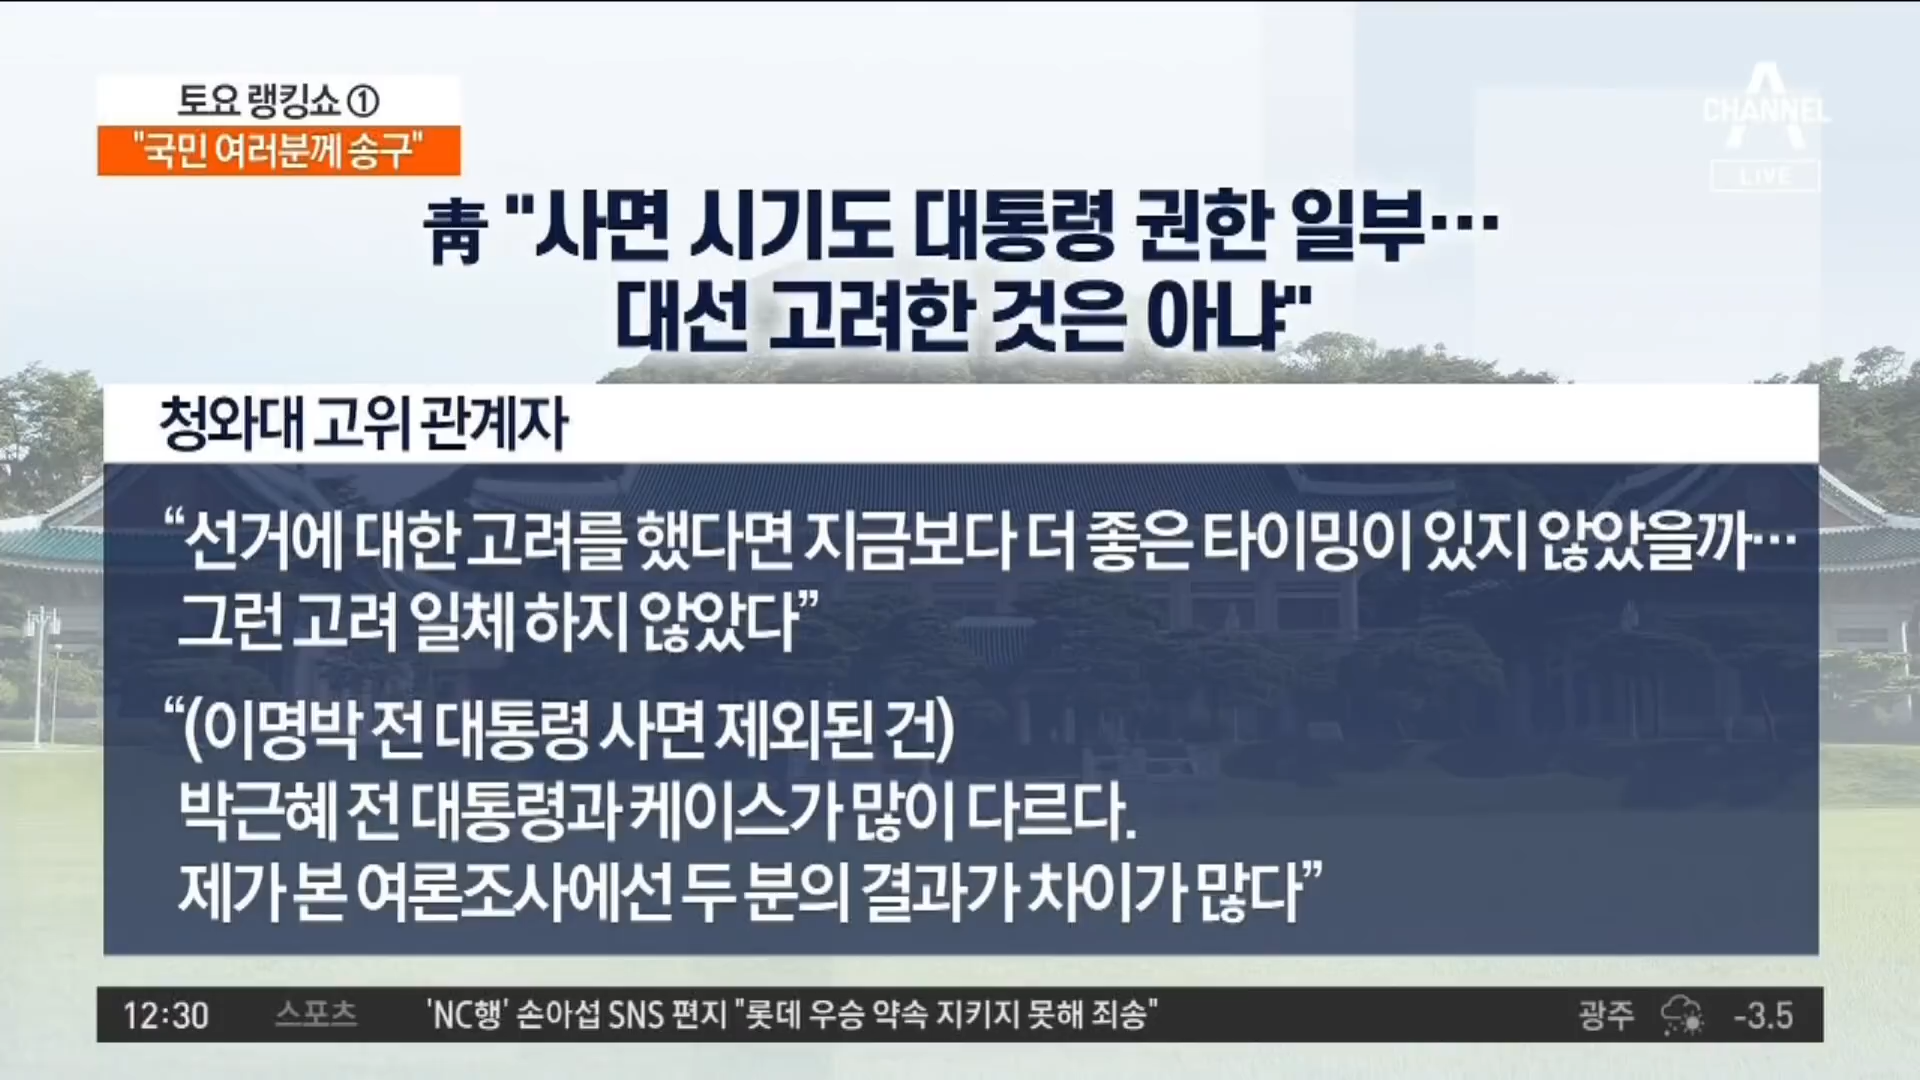 토요 랭킹쇼 ①
"국민 여러분께 송구"
CHANNEL A
LIVE
靑 "사면 시기도 대통령 권한 일부…
대선 고려한 것은 아냐"
청와대 고위 관계자
“선거에 대한 고려를 했다면 지금보다 더 좋은 타이밍이 있지 않았을까…
그런 고려 일체 하지 않았다”
“(이명박 전 대통령 사면 제외된 건)
박근혜 전 대통령과 케이스가 많이 다르다.
제가 본 여론조사에선 두 분의 결과가 차이가 많다”
12:30 스포츠 'NC행' 손아섭 SNS 편지 "롯데 우승 약속 지키지 못해 죄송" 광주 -3.5